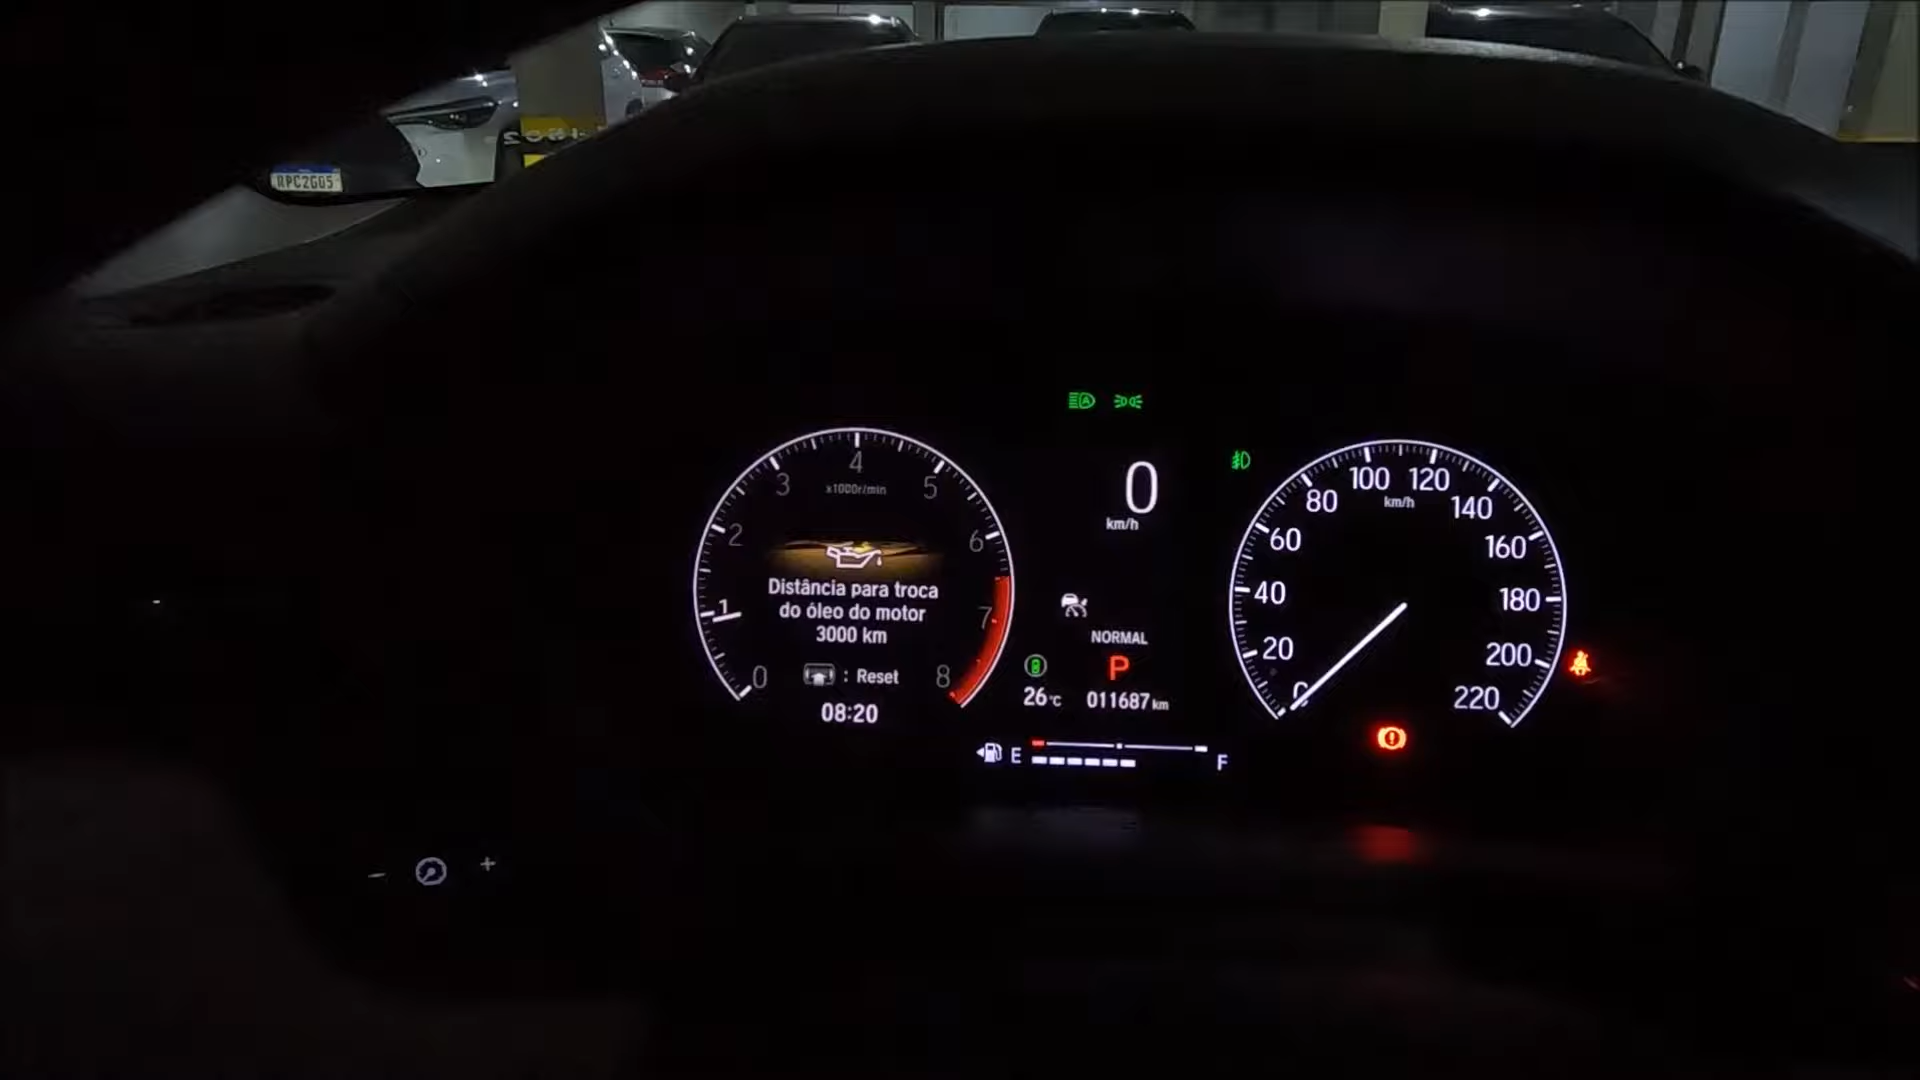 RPC2G05
0
km/h
4
3
5
x1000r/min
2
6
1
7
0
8
Distância para troca
do óleo do motor
3000 km
: Reset
08:20
NORMAL
P
26°C
011687 km
E
F
100
120
80
km/h
140
60
160
40
180
20
200
0
220
- +